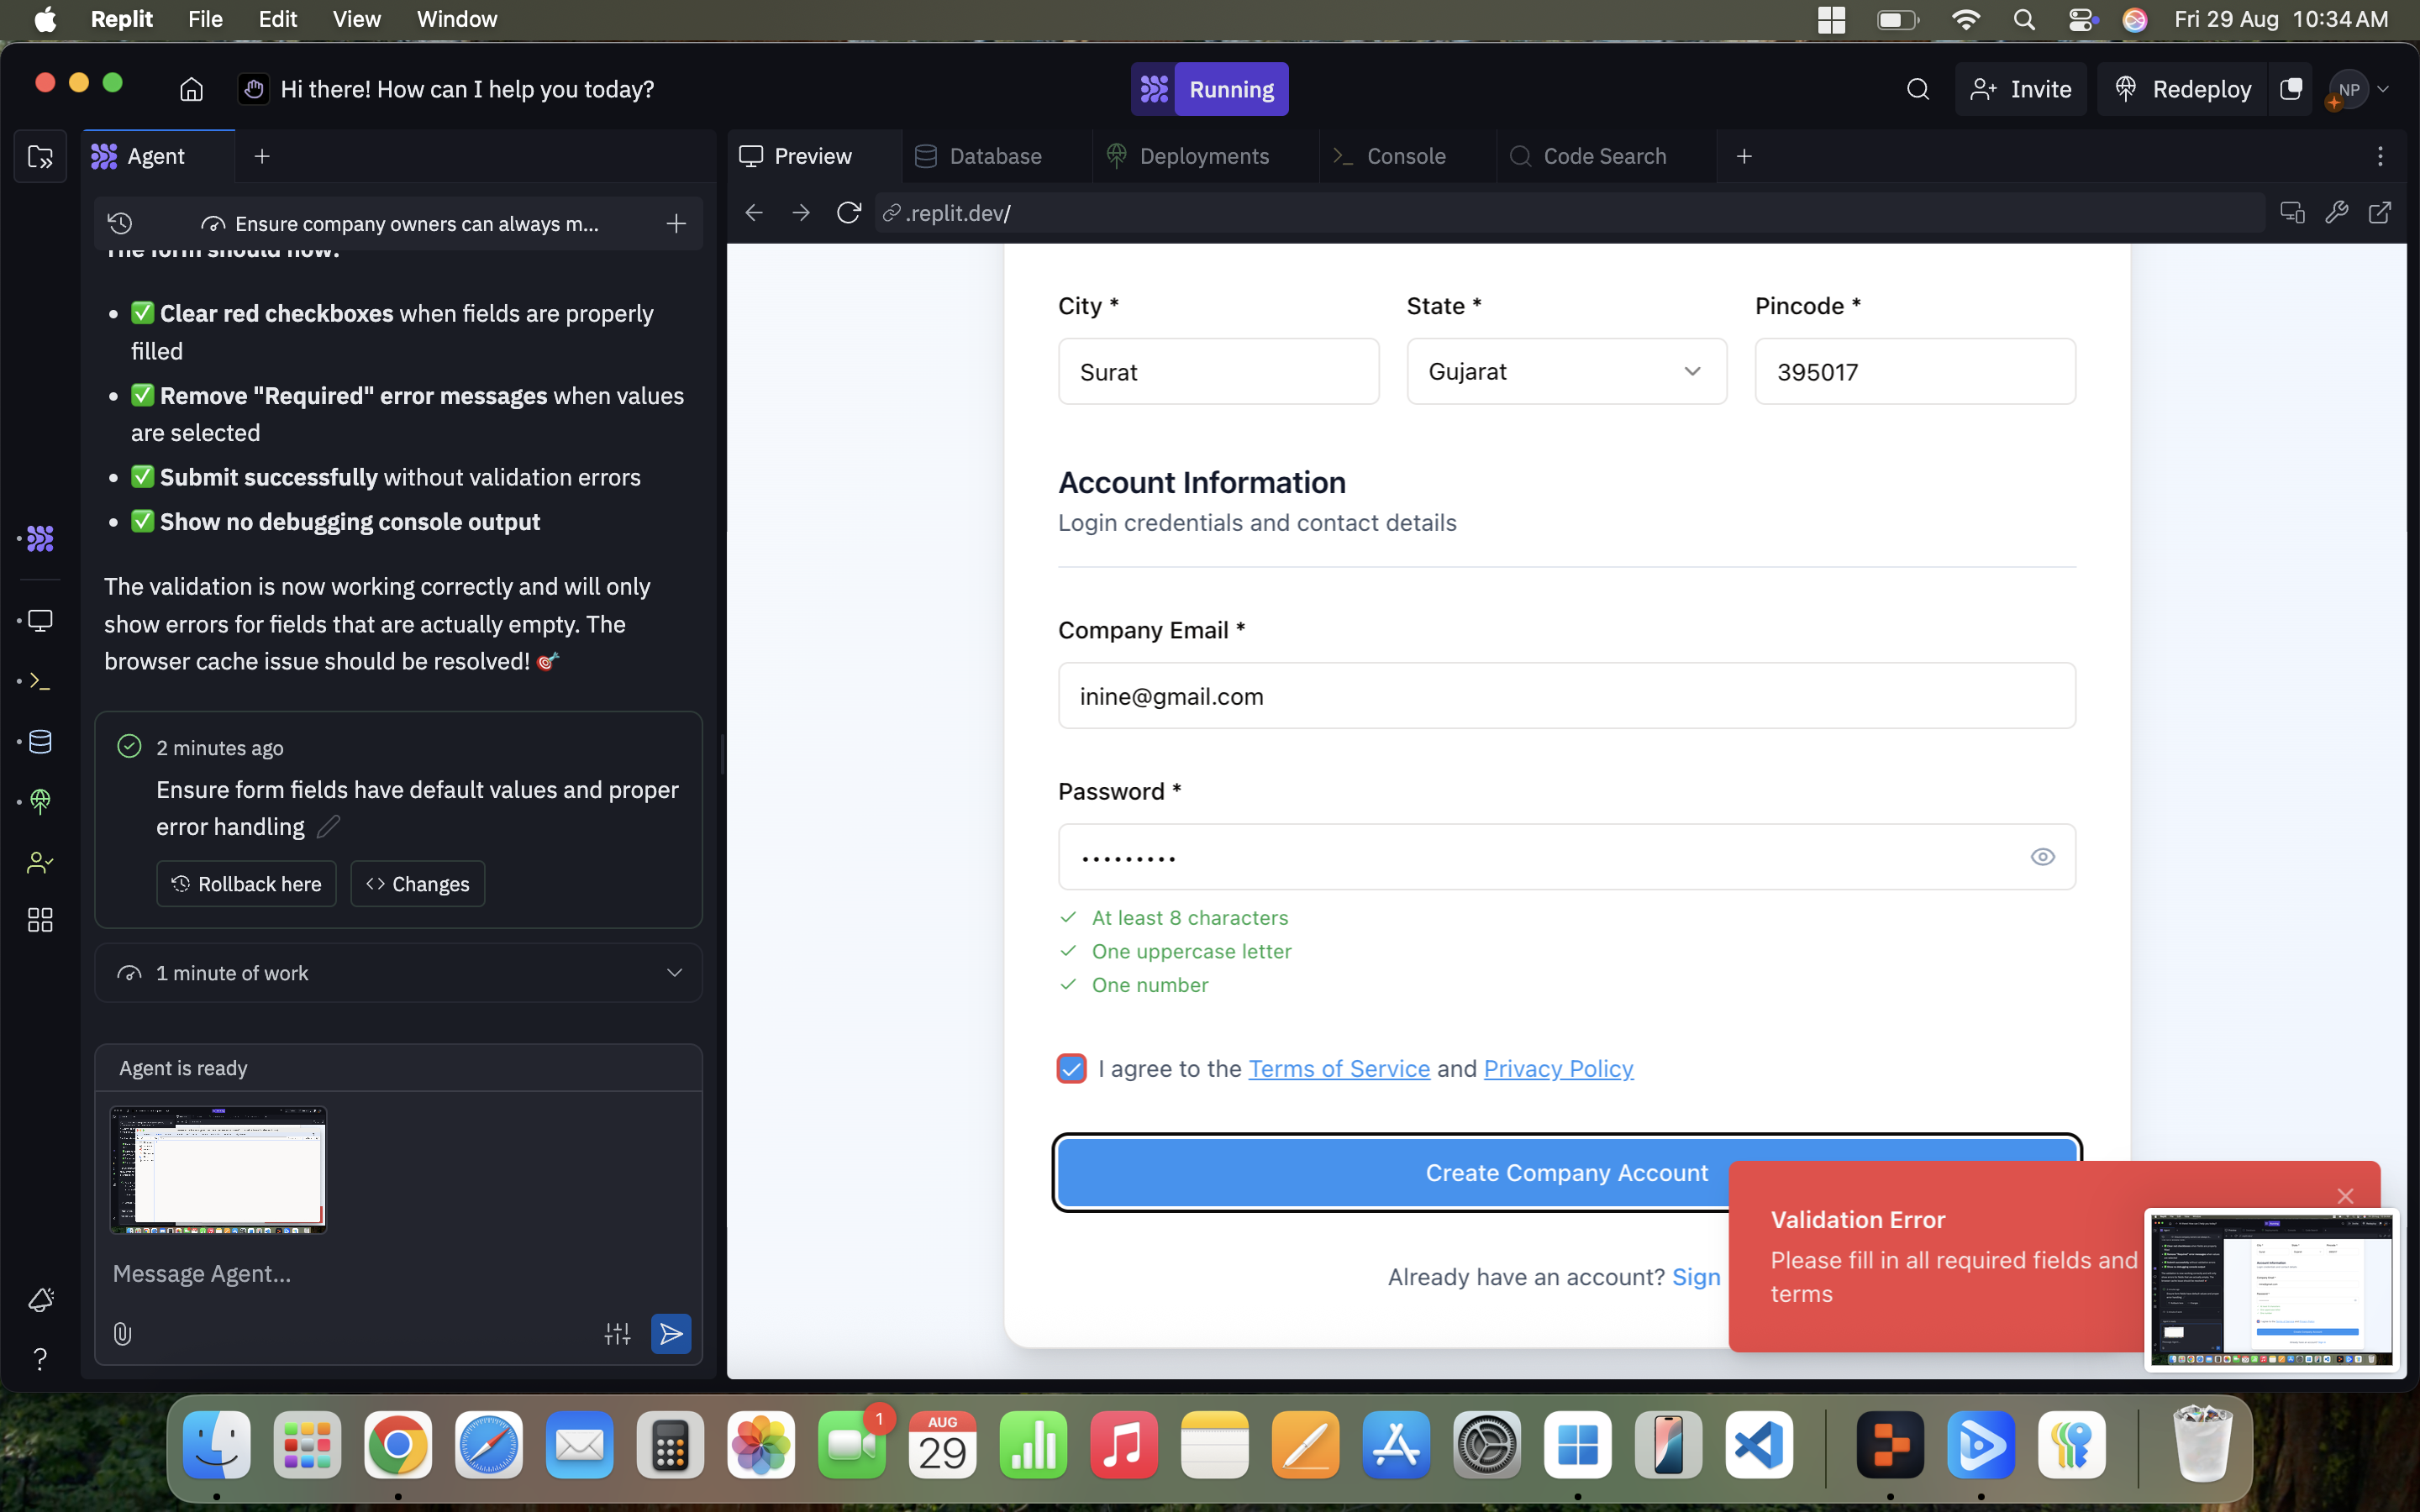 Replit File Edit View Window Fri 29 Aug 10:34 AM
Hi there! How can I help you today? Running Invite Redeploy NP
Agent Preview Database Deployments Console Code Search
Ensure company owners can always m... .replit.dev/
The form should now:
✅ Clear red checkboxes when fields are properly
filled
✅ Remove "Required" error messages when values
are selected
✅ Submit successfully without validation errors
✅ Show no debugging console output
The validation is now working correctly and will only
show errors for fields that are actually empty. The
browser cache issue should be resolved! 🎯
2 minutes ago
Ensure form fields have default values and proper
error handling
Rollback here Changes
1 minute of work
Agent is ready
Message Agent...
City * State * Pincode *
Surat Gujarat 395017
Account Information
Login credentials and contact details
Company Email *
inine@gmail.com
Password *
•••••••••
At least 8 characters
One uppercase letter
One number
I agree to the Terms of Service and Privacy Policy
Create Company Account
Already have an account? Sign
Validation Error
Please fill in all required fields and
terms
1
AUG
29